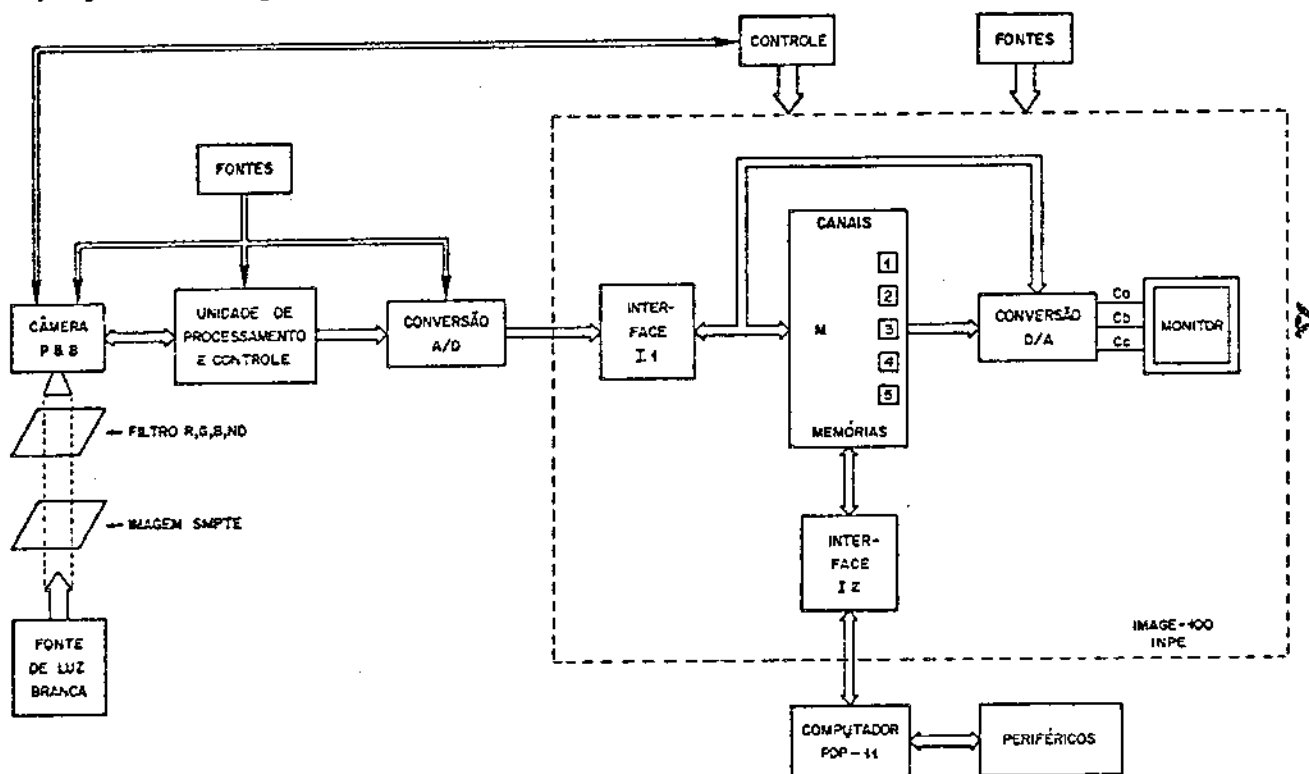 CONTROLE
FONTES
FONTES
CANAIS
1
2
3
4
5
M
MEMÓRIAS
CÂMERA
P & B
UNIDADE DE
PROCESSAMENTO
E CONTROLE
CONVERSÃO
A/D
INTER-
FACE
I.1
CONVERSÃO
D/A
Ca
Cb
Cc
MONITOR
FILTRO R,G,B,ND
IMAGEM SMPTE
FONTE
DE LUZ
BRANCA
INTER-
FACE
I 2
IMAGE-100
INPE
COMPUTADOR
PDP-11
PERIFÉRICOS